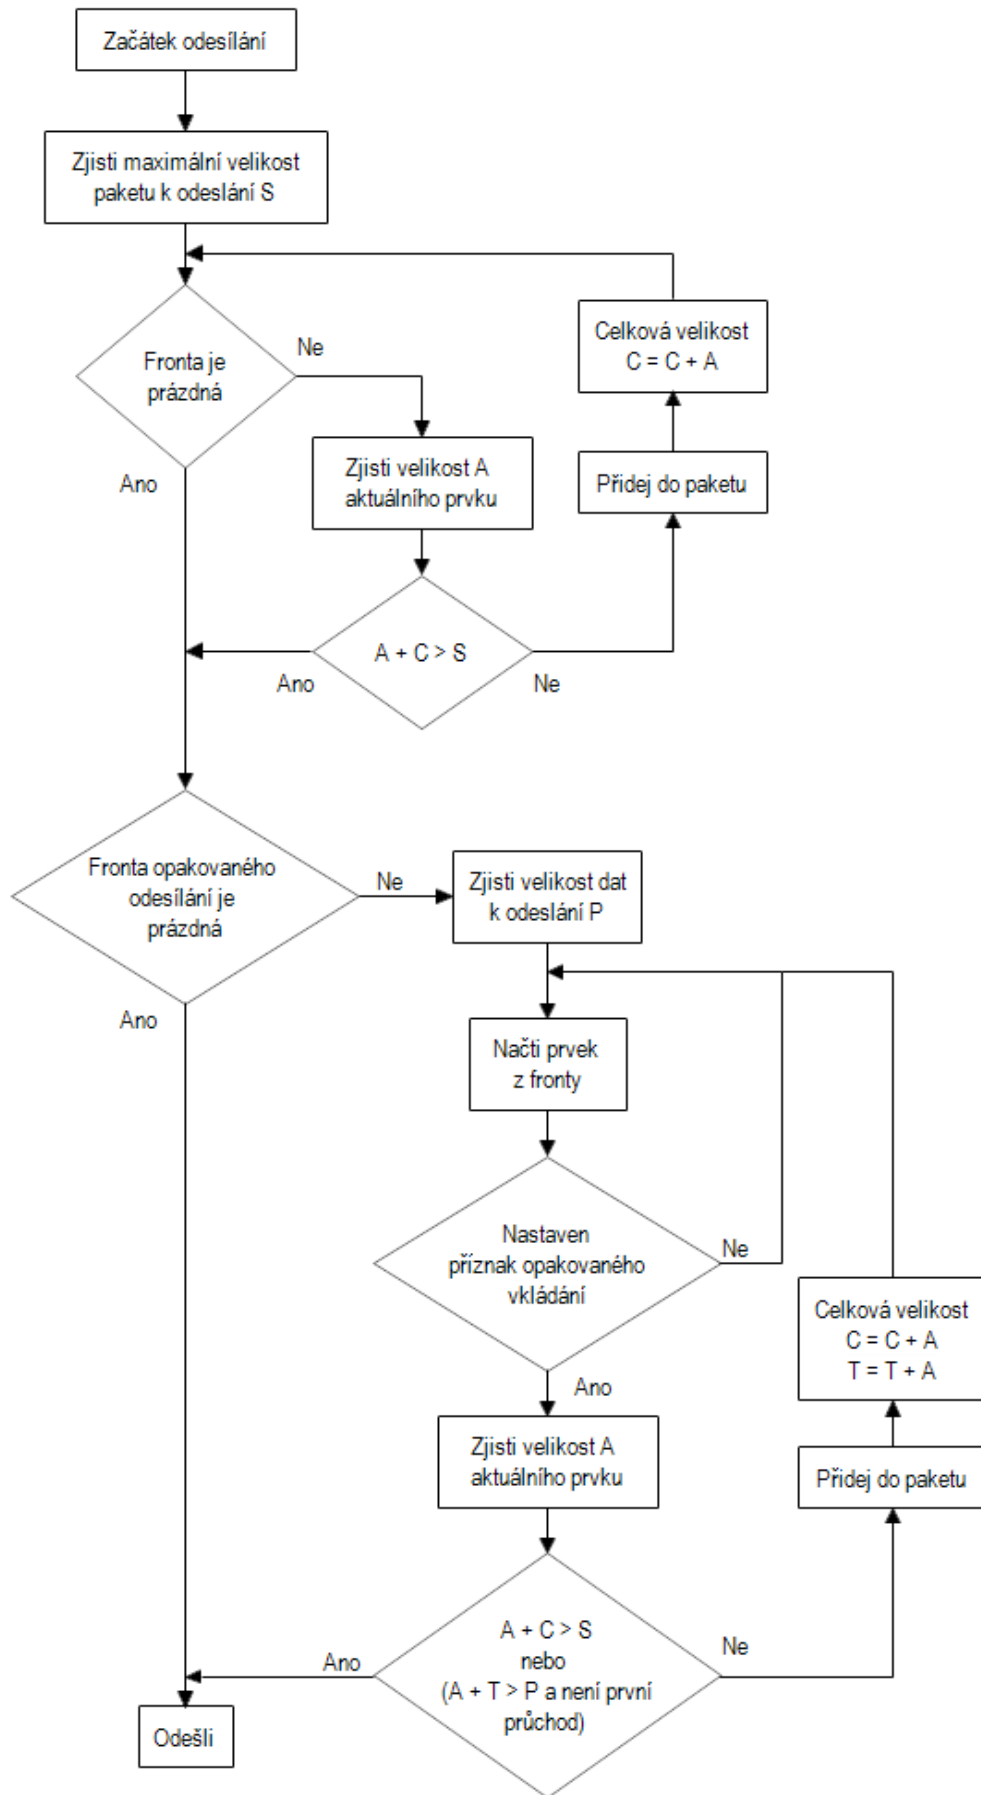 Začátek odesílání
Zjisti maximální velikost
paketu k odeslání S
Fronta je
prázdná
Ne
Ano
Zjisti velikost A
aktuálního prvku
A + C > S
Ano
Ne
Přidej do paketu
Celková velikost
C = C + A
Fronta opakovaného
odesílání je
prázdná
Ne
Ano
Zjisti velikost dat
k odeslání P
Načti prvek
z fronty
Nastaven
příznak opakovaného
vkládání
Ne
Ano
Zjisti velikost A
aktuálního prvku
A + C > S
nebo
(A + T > P a není první
průchod)
Ano
Ne
Přidej do paketu
Celková velikost
C = C + A
T = T + A
Odešli